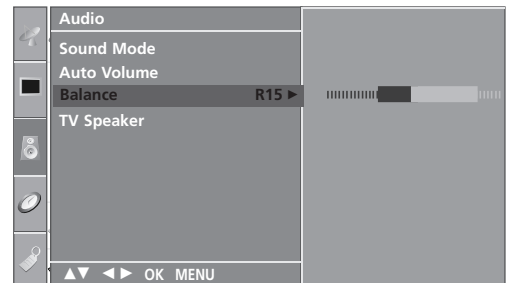 Audio
Sound Mode
Auto Volume
Balance R15 ►
TV Speaker
▲▼ ◄► OK MENU